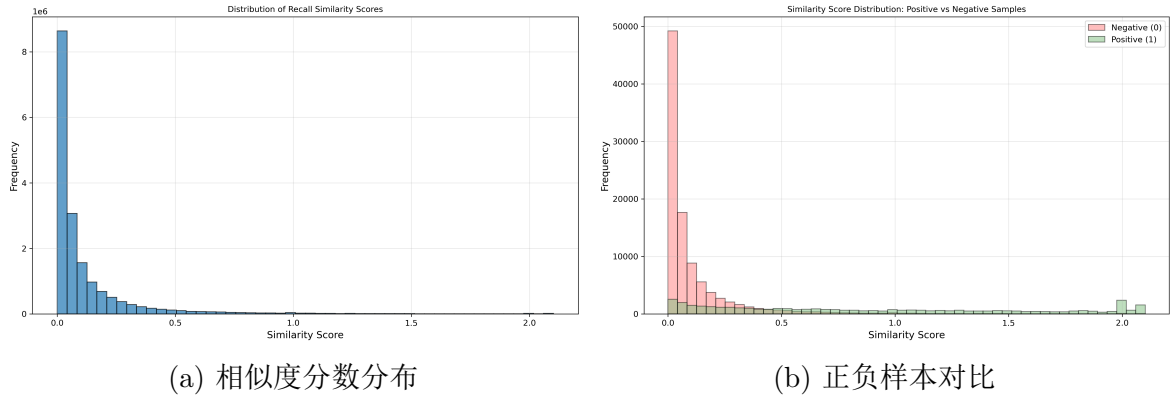 Distribution of Recall Similarity Scores
1e6
8
6
4
2
0
Frequency
0.0 0.5 1.0 1.5 2.0
Similarity Score
(a) 相似度分数分布
Similarity Score Distribution: Positive vs Negative Samples
Negative (0)
Positive (1)
50000
40000
30000
20000
10000
0
Frequency
0.0 0.5 1.0 1.5 2.0
Similarity Score
(b) 正负样本对比